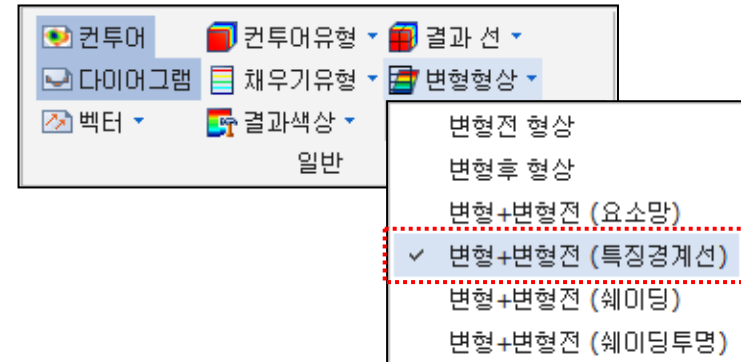 컨투어 컨투어유형 결과 선
다이어그램 채우기유형 변형형상
벡터 결과색상
일반
변형전 형상
변형후 형상
변형+변형전 (요소망)
변형+변형전 (특징경계선)
변형+변형전 (쉐이딩)
변형+변형전 (쉐이딩투명)